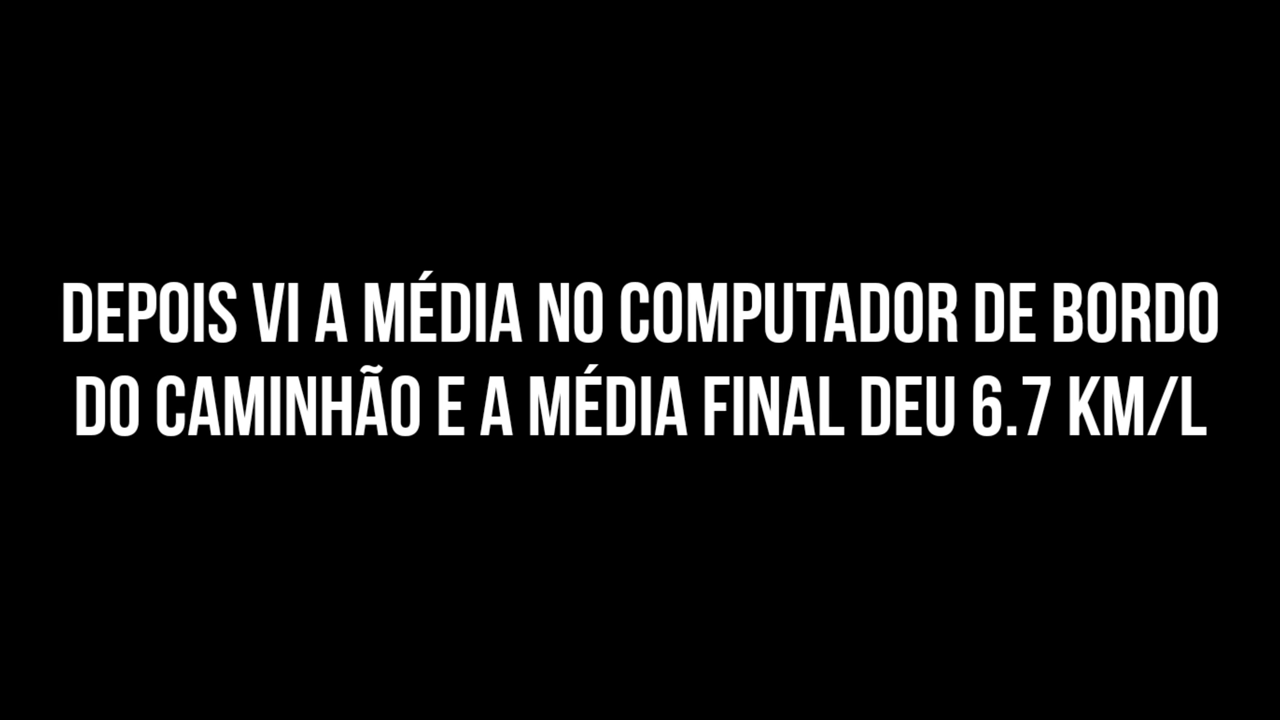 DEPOIS VI A MÉDIA NO COMPUTADOR DE BORDO
DO CAMINHÃO E A MÉDIA FINAL DEU 6.7 KM/L